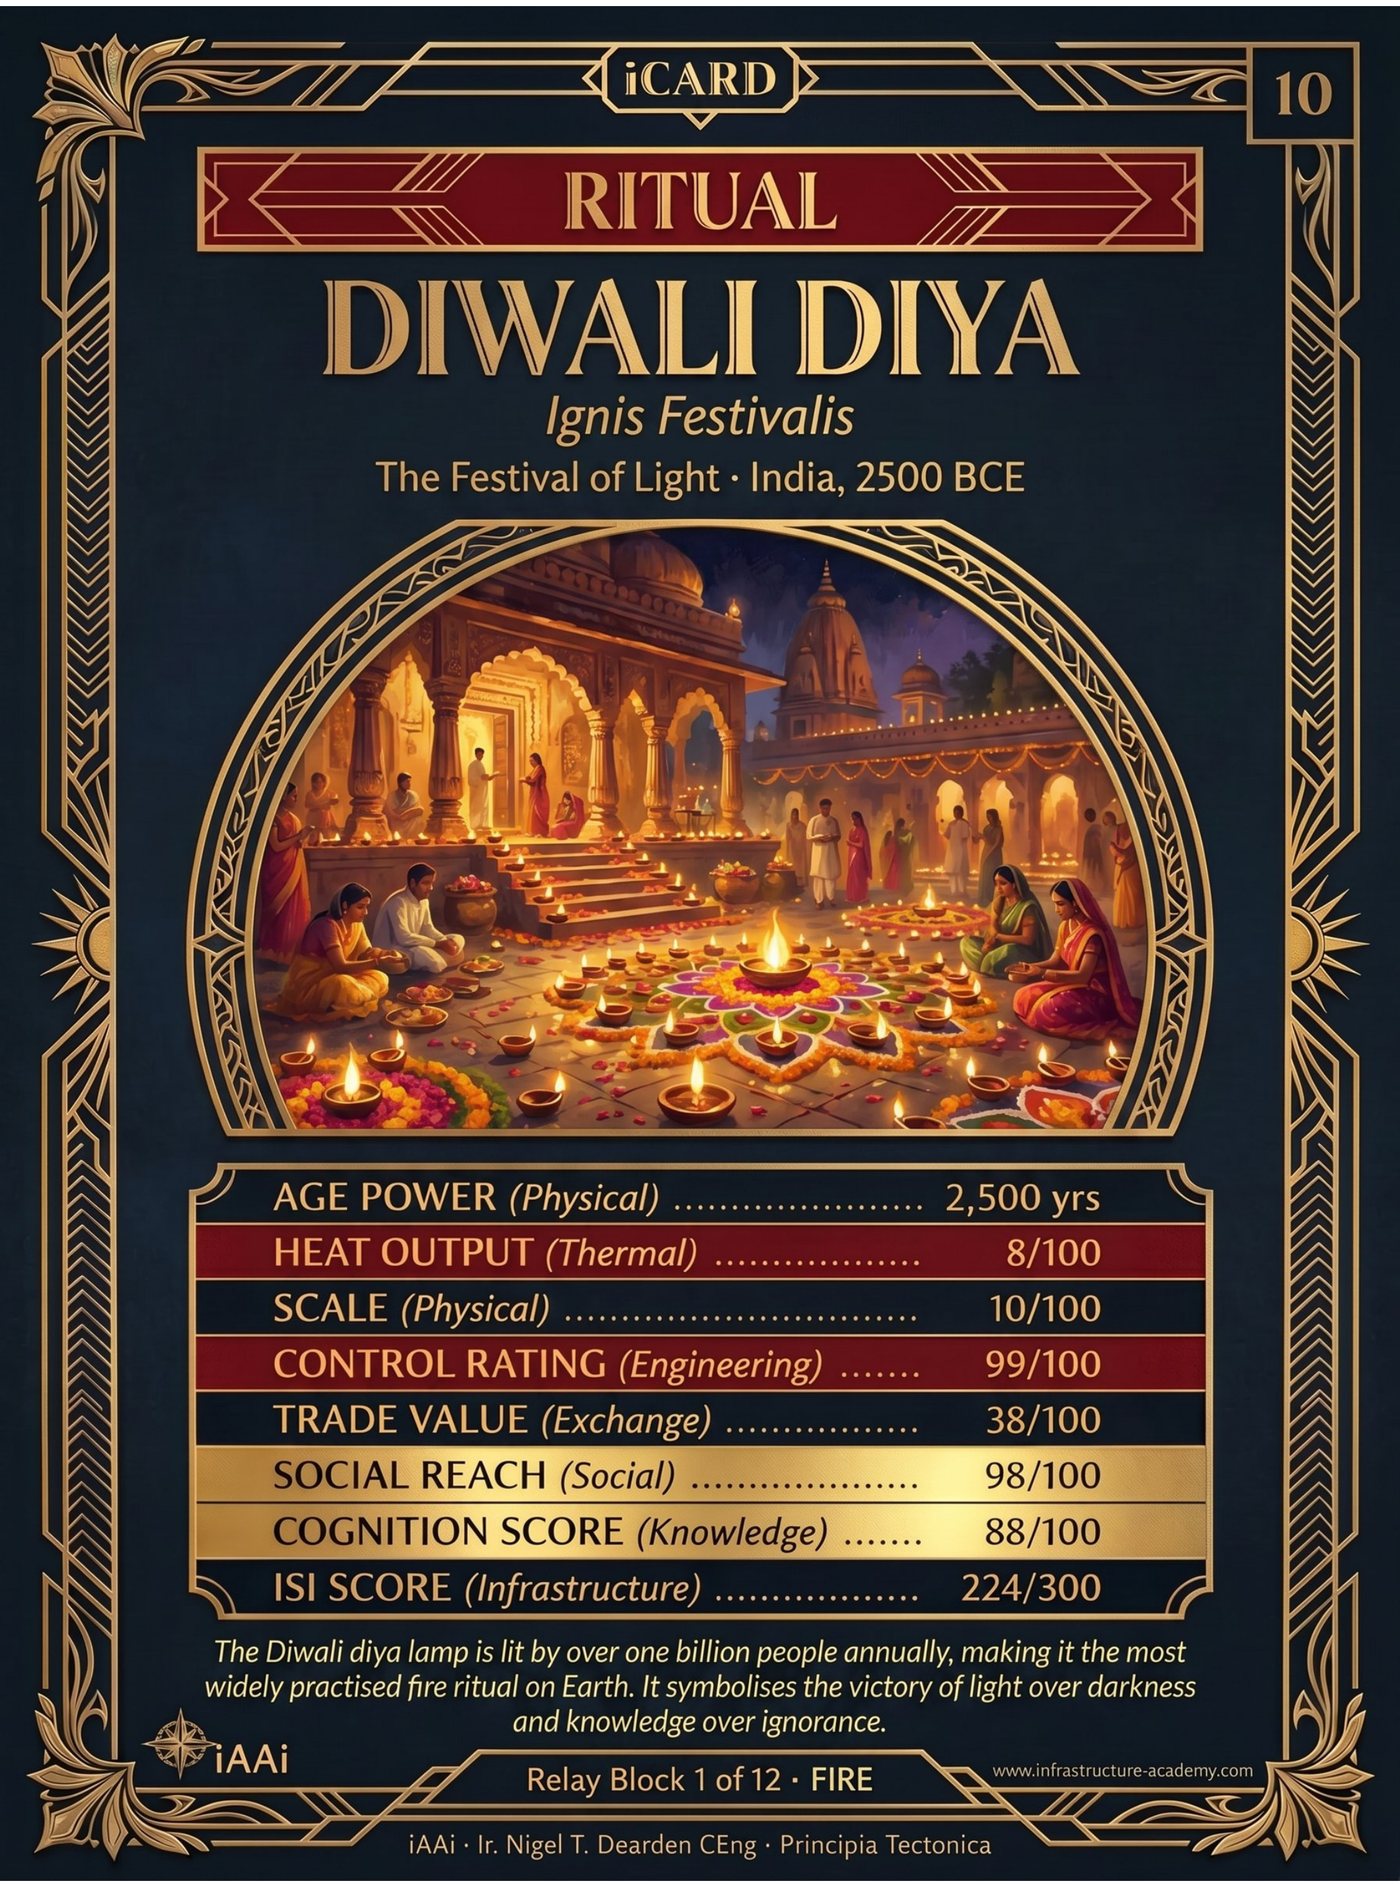 iCARD
10
RITUAL
DIWALI DIYA
Ignis Festivalis
The Festival of Light · India, 2500 BCE
AGE POWER (Physical) ...................... 2,500 yrs
HEAT OUTPUT (Thermal) .................. 8/100
SCALE (Physical) ............................... 10/100
CONTROL RATING (Engineering) ....... 99/100
TRADE VALUE (Exchange) ................. 38/100
SOCIAL REACH (Social) .................... 98/100
COGNITION SCORE (Knowledge) ....... 88/100
ISI SCORE (Infrastructure) .................. 224/300
The Diwali diya lamp is lit by over one billion people annually, making it the most
widely practised fire ritual on Earth. It symbolises the victory of light over darkness
and knowledge over ignorance.
iAAi
Relay Block 1 of 12 · FIRE
www.infrastructure-academy.com
iAAi · Ir. Nigel T. Dearden CEng · Principia Tectonica